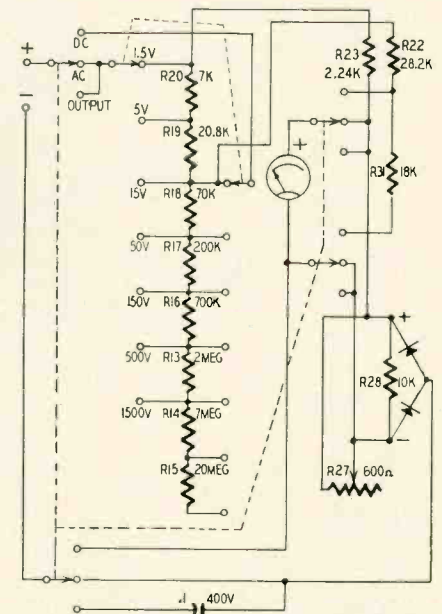 DC
+
1.5V
AC
R20 7K
OUTPUT
R23
2.24K
R22
28.2K
−
5V
R19 20.8K
+
15V
R18 70K
R31 18K
50V
R17 200K
150V
R16 700K
500V
R13 2MEG
+
1500V
R14 7MEG
R28 10K
R15 20MEG
−
R27 600Ω
.1 400V